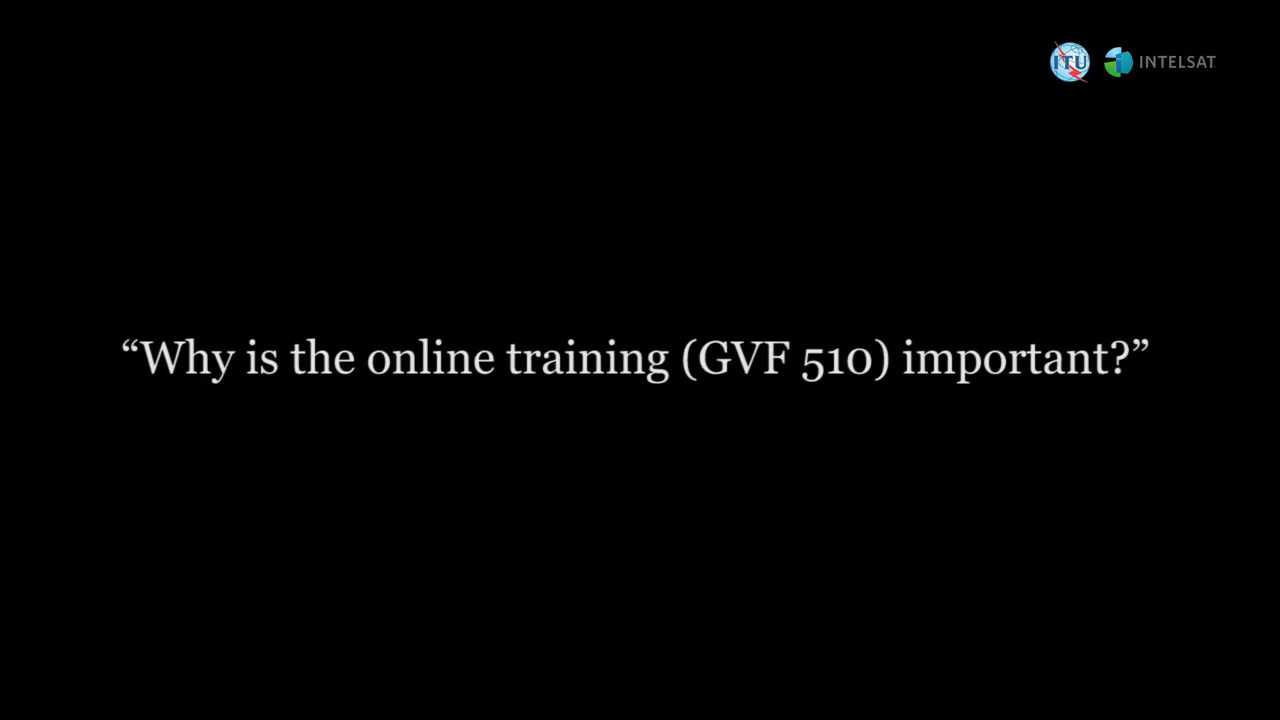 ITU INTELSAT
“Why is the online training (GVF 510) important?”